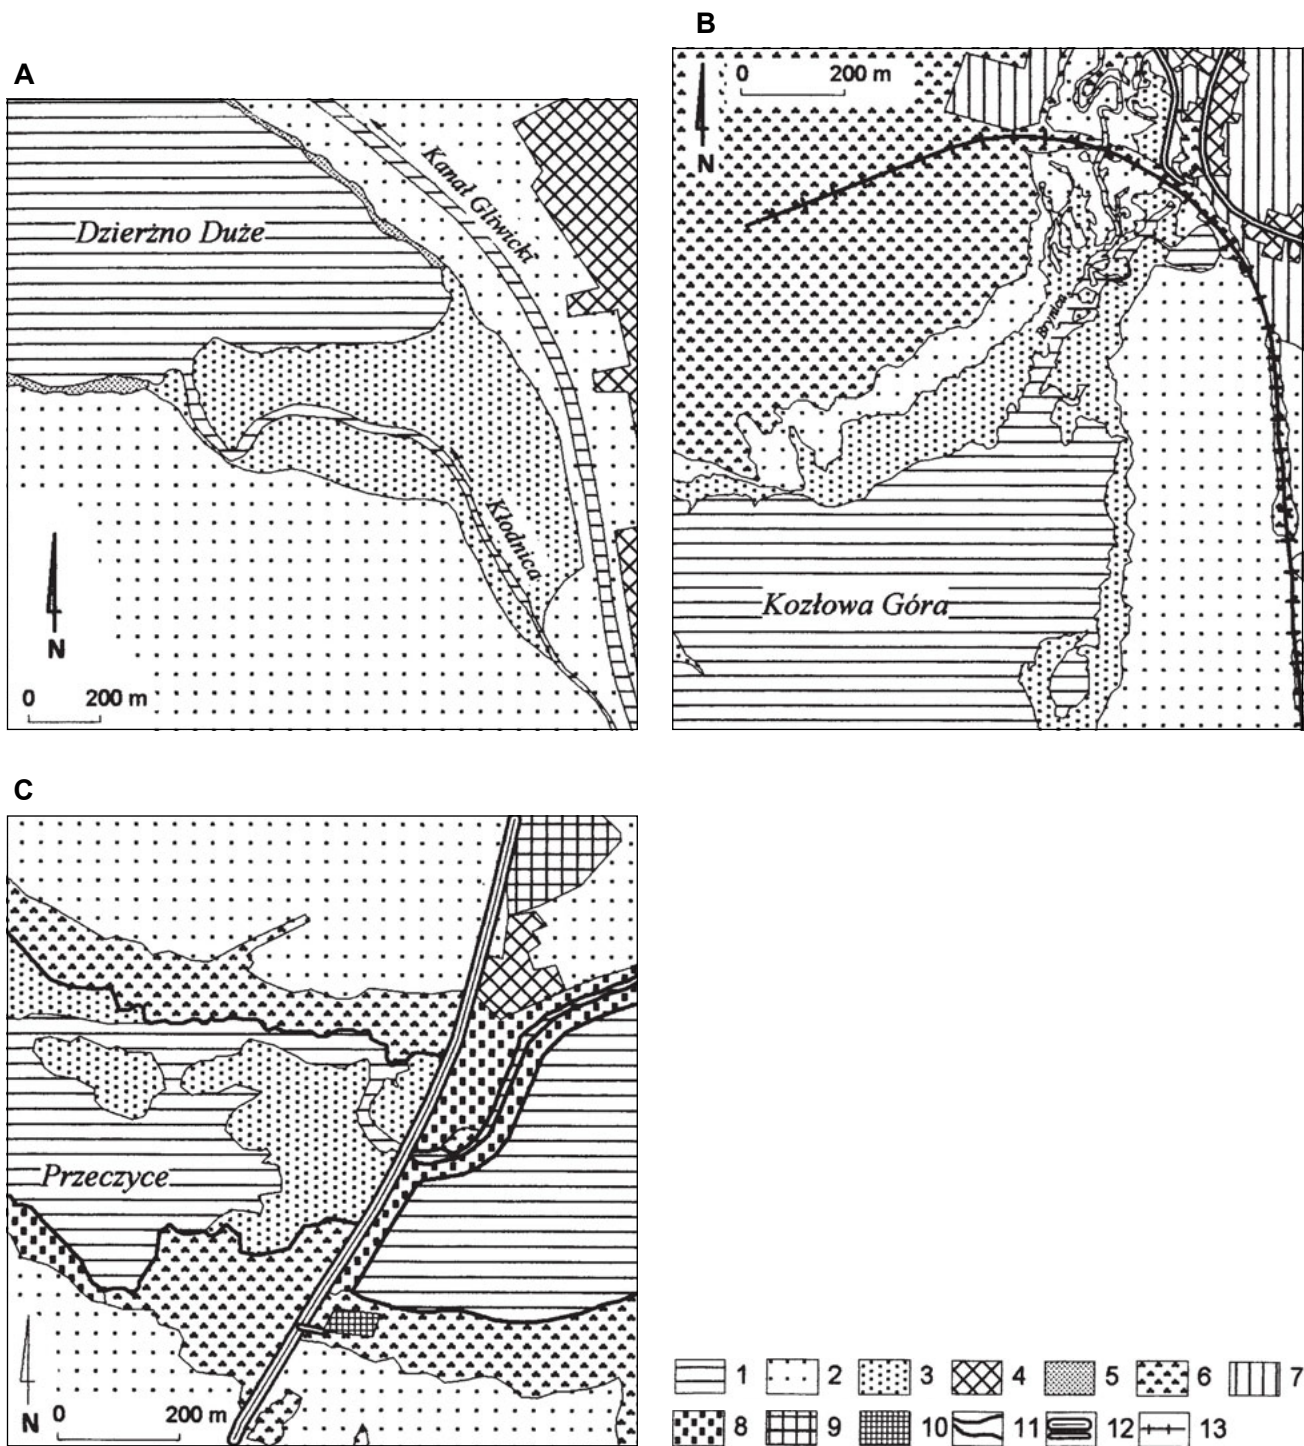 A
Dzierżno Duże
Kanał Gliwicki
Kłodnica
N
0 200 m
B
0 200 m
N
Brynica
Kozłowa Góra
C
Przeczyce
N
0 200 m
1 2 3 4 5 6 7
8 9 10 11 12 13